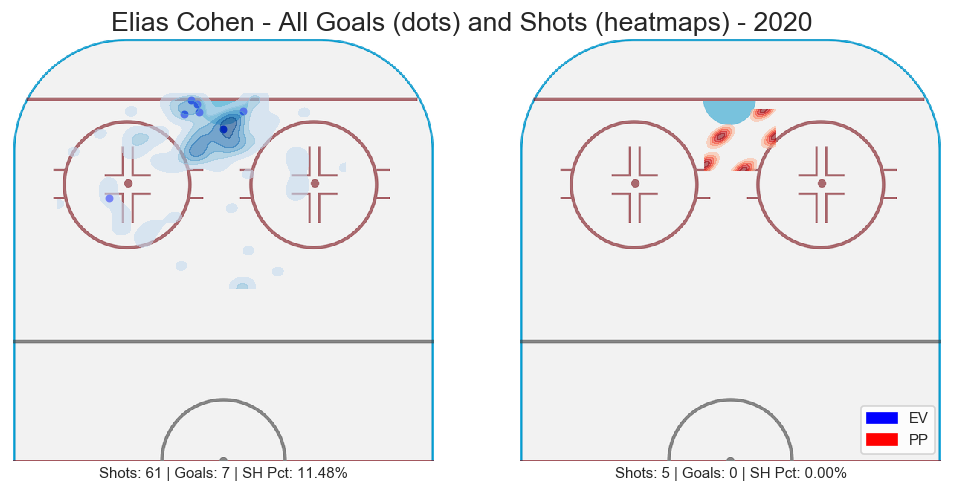 Elias Cohen - All Goals (dots) and Shots (heatmaps) - 2020
EV
PP
Shots: 61 | Goals: 7 | SH Pct: 11.48%
Shots: 5 | Goals: 0 | SH Pct: 0.00%